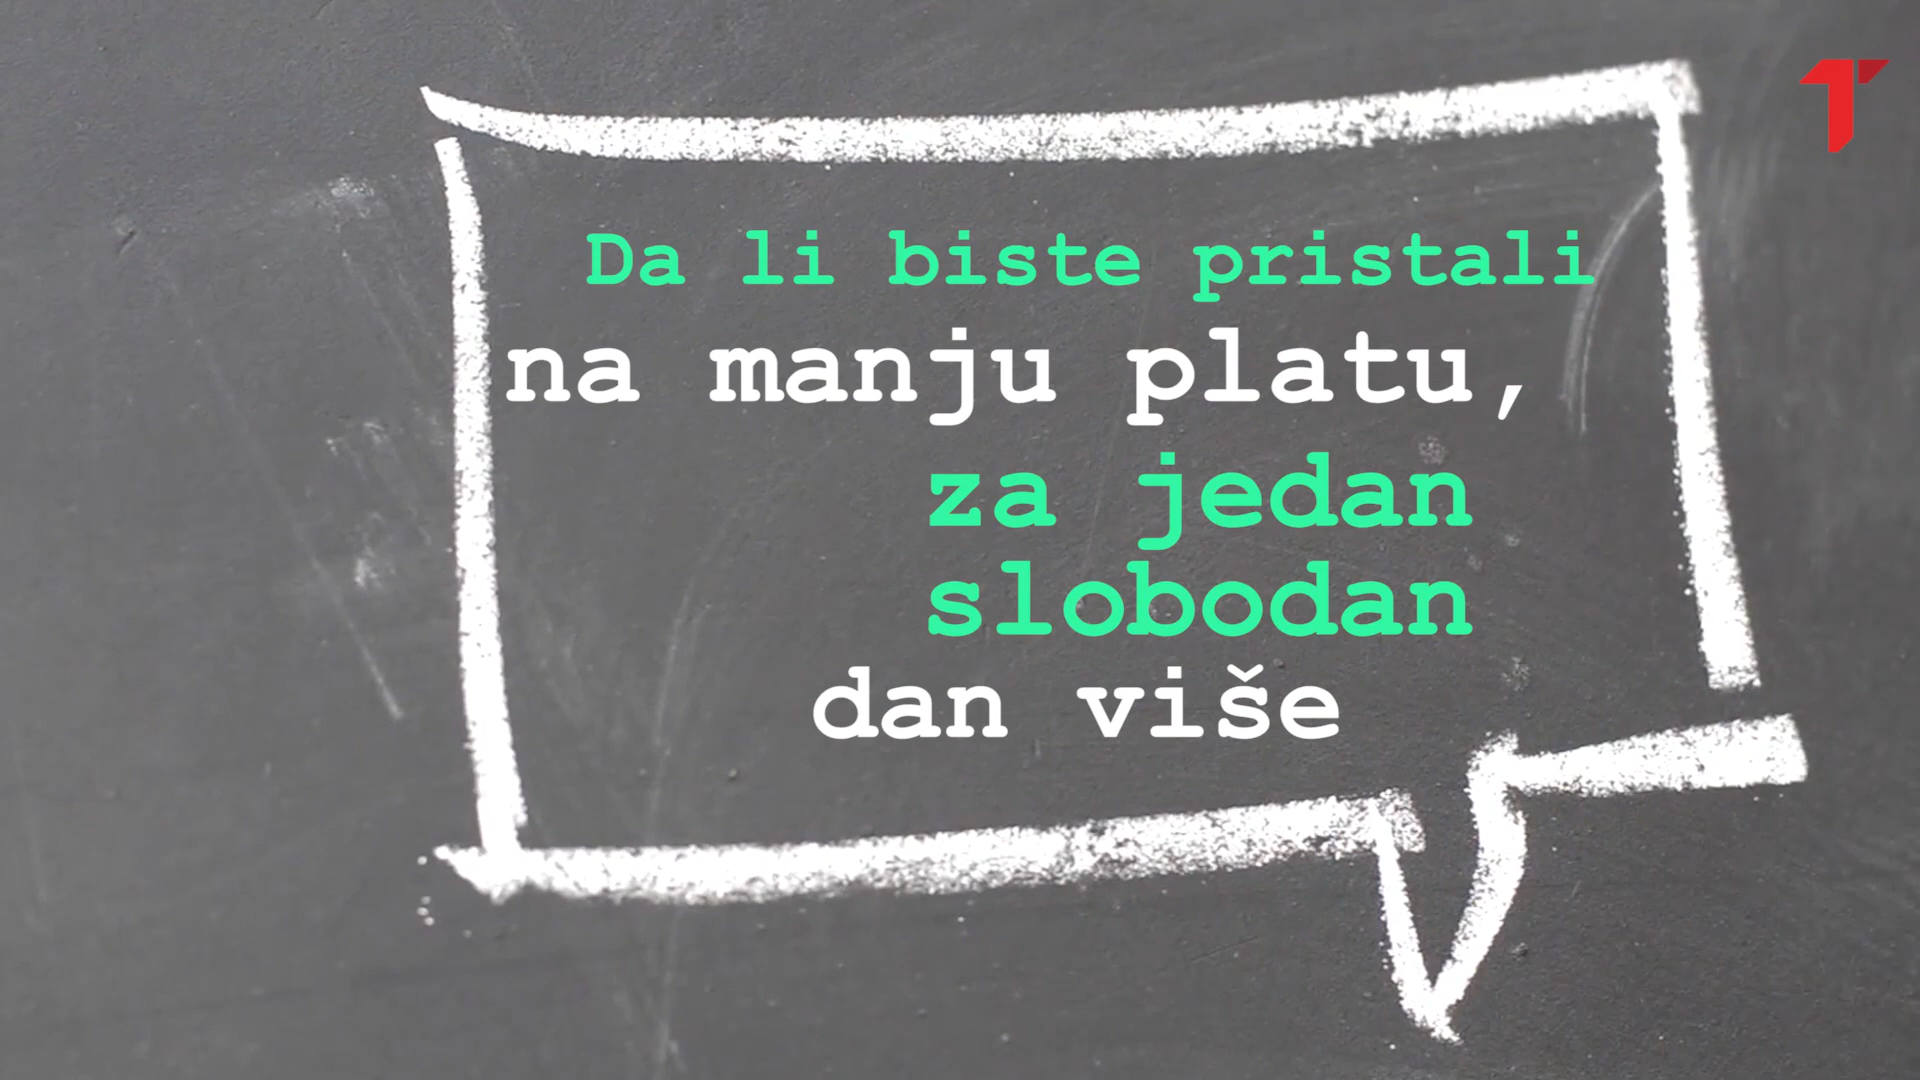 Da li biste pristali
na manju platu,
za jedan
slobodan
dan više